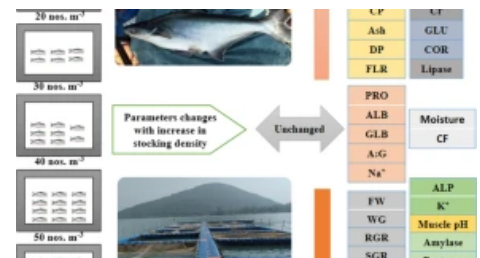 20 nos. m⁻³
30 nos. m⁻³
40 nos. m⁻³
50 nos. m⁻³
Parameters changes
with increase in
stocking density
Unchanged
CP
Ash
DP
FLR
CF
GLU
COR
Lipase
PRO
ALB
GLB
A:G
Na⁺
Moisture
CF
FW
WG
RGR
SGR
ALP
K⁺
Muscle pH
Amylase